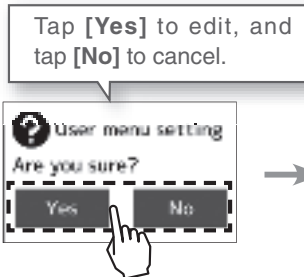 Tap [Yes] to edit, and
tap [No] to cancel.
? User menu setting
Are you sure?
Yes No